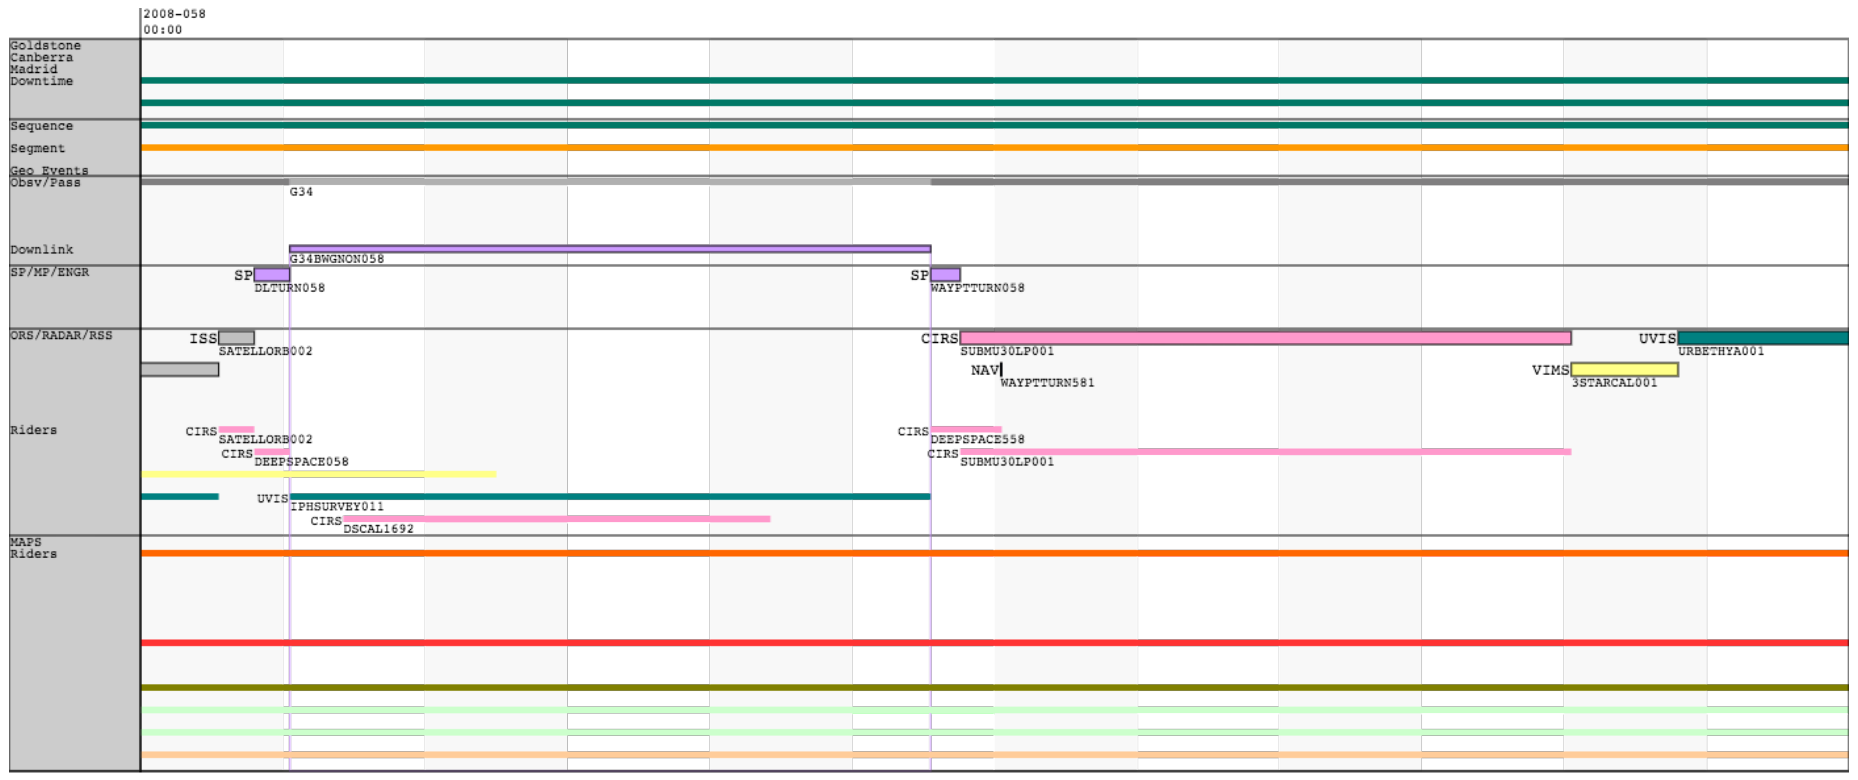 2008-058
00:00
Goldstone
Canberra
Madrid
Downtime
Sequence
Segment
Geo Events
Obsv/Pass
G34
Downlink
G34BWGNON058
SP/MP/ENGR
SP
SP
DLTURN058
WAYPTTURN058
ORS/RADAR/RSS
ISS
CIRS
UVIS
SATELLORB002
SUBMU30LP001
URBETHYA001
NAV
VIMS
WAYPTTURN581
3STARCAL001
Riders
CIRS
CIRS
SATELLORB002
DEEPSPACE558
CIRS
CIRS
DEEPSPACE058
SUBMU30LP001
UVIS
IPHSURVEY011
CIRS
DSCAL1692
MAPS
Riders